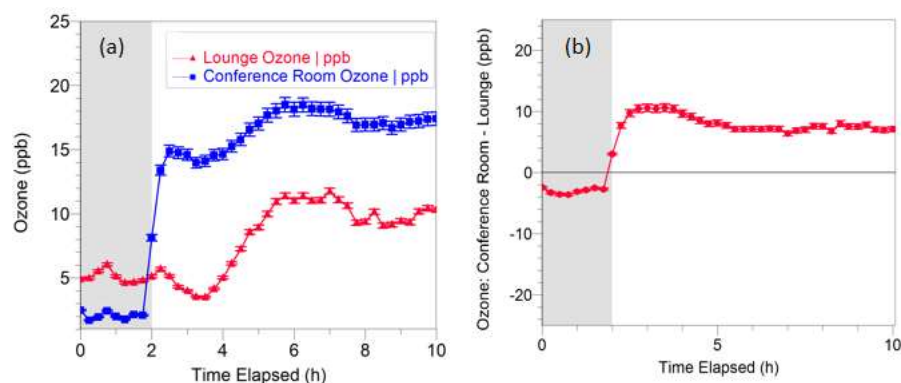 (a)
Lounge Ozone | ppb
Conference Room Ozone | ppb
25
20
15
10
5
Ozone (ppb)
0 2 4 6 8 10
Time Elapsed (h)
(b)
20
10
0
-10
-20
Ozone: Conference Room - Lounge (ppb)
0 5 10
Time Elapsed (h)